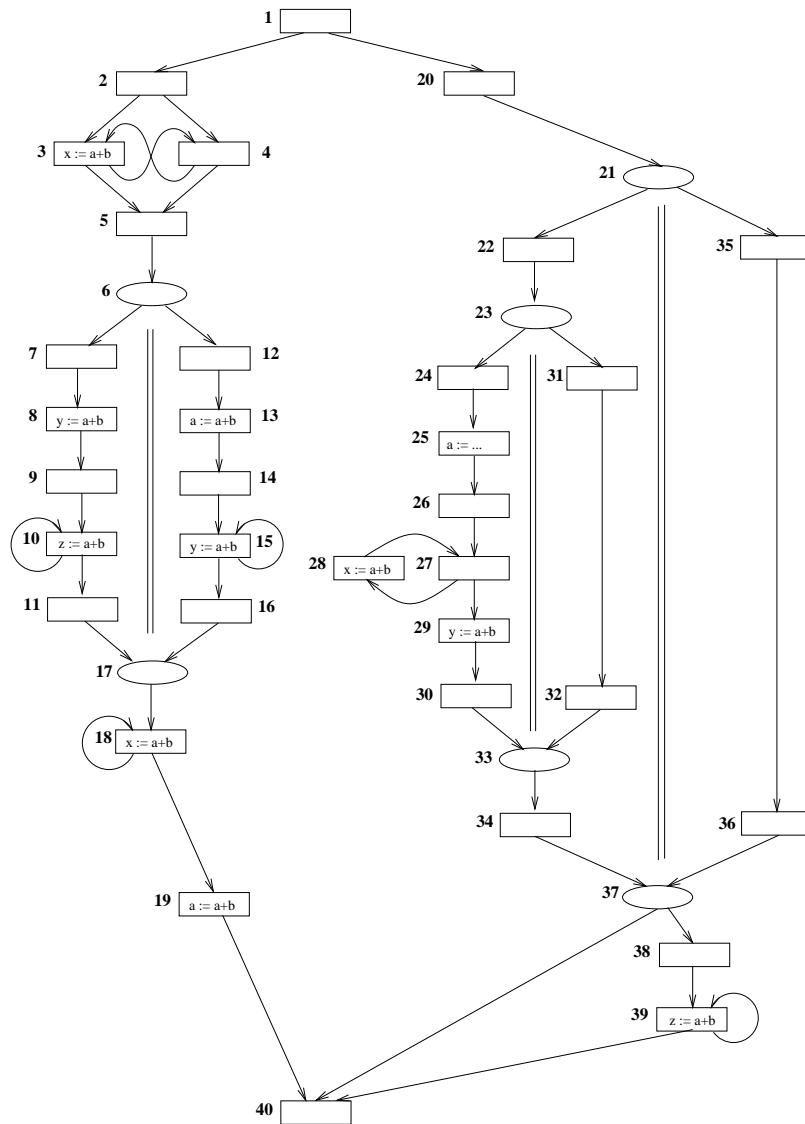 1
2
20
3 x := a+b
4
21
5
22
35
6
23
7
12
24
31
8 y := a+b
a := a+b 13
25 a := ...
9
14
26
10 z := a+b
y := a+b 15
28 x := a+b
27
11
16
29 y := a+b
17
30
32
18 x := a+b
33
34
36
19 a := a+b
37
38
39 z := a+b
40